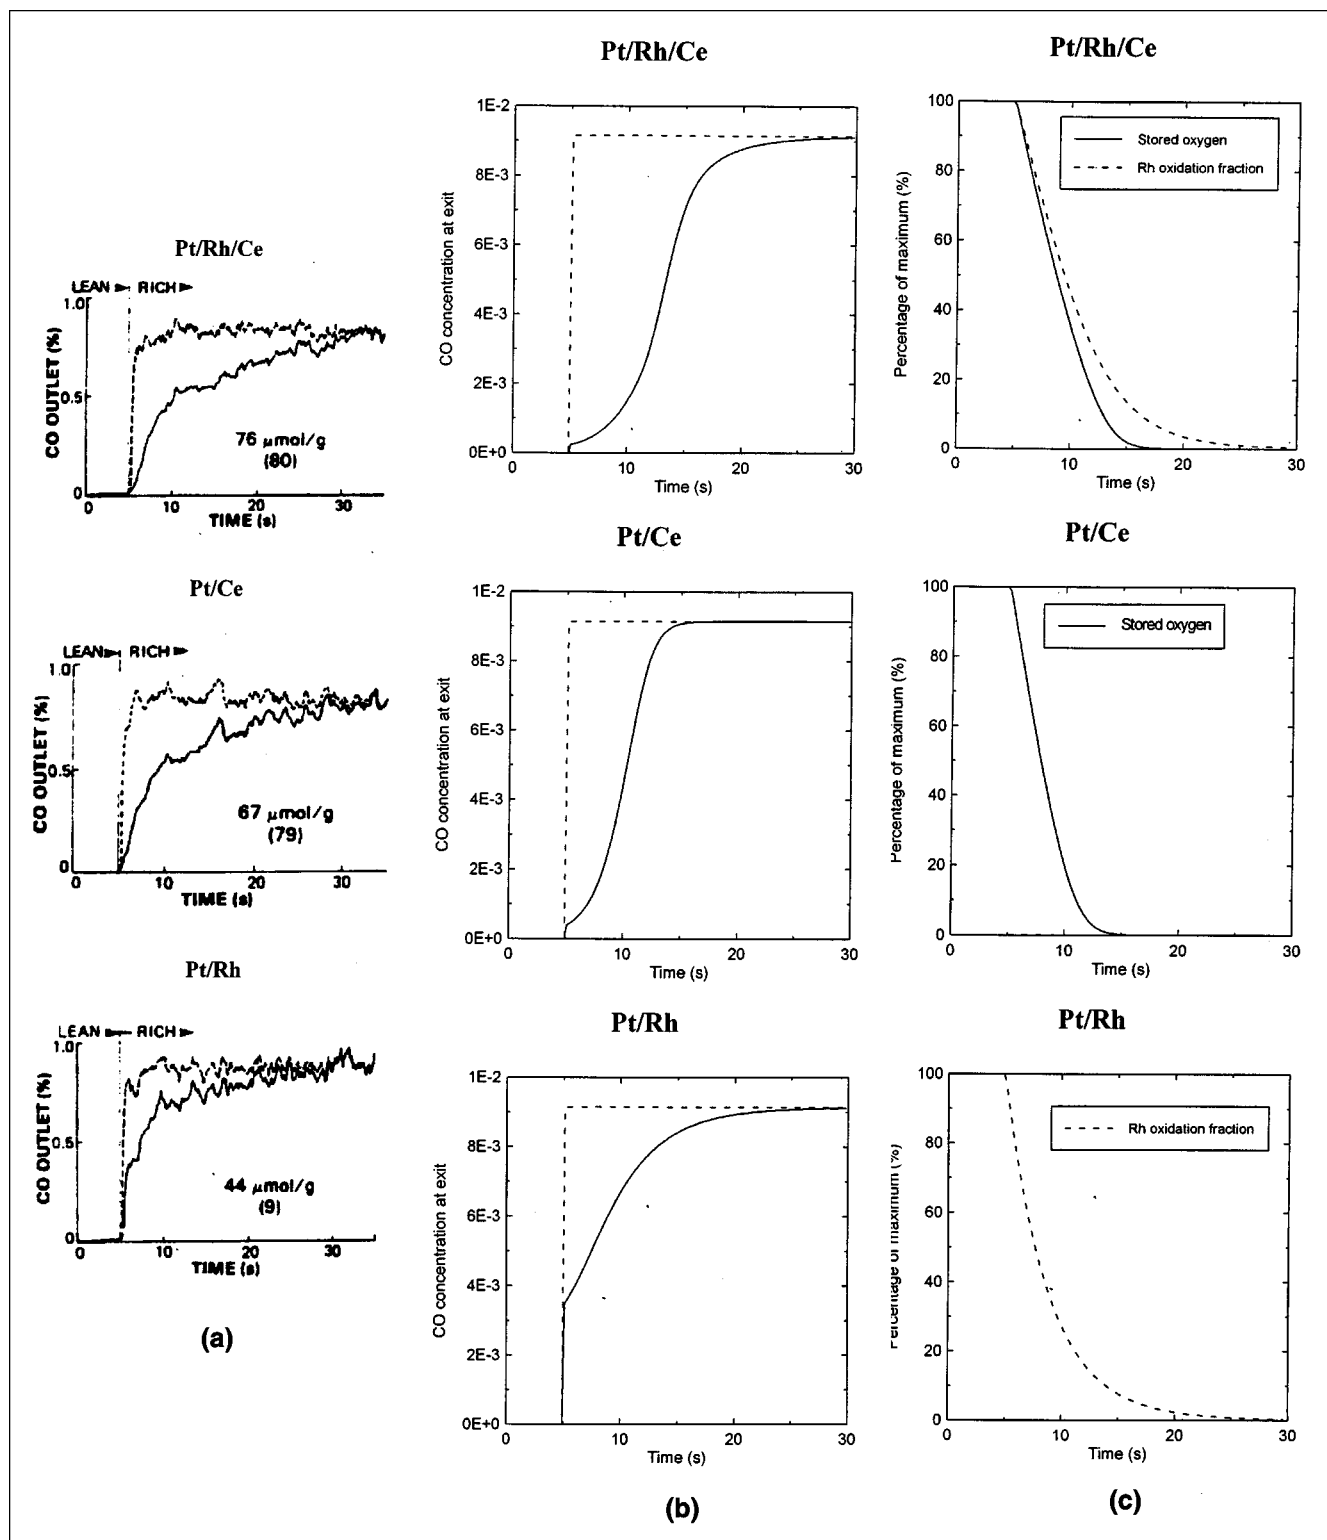 Pt/Rh/Ce
LEAN RICH
1.0
0.5
0
CO OUTLET (%)
76 μmol/g
(80)
0 10 20 30
TIME (s)
Pt/Ce
LEAN RICH
1.0
0.5
0
CO OUTLET (%)
67 μmol/g
(79)
0 10 20 30
TIME (s)
Pt/Rh
LEAN RICH
1.0
0.5
0
CO OUTLET (%)
44 μmol/g
(9)
0 10 20 30
TIME (s)
(a)
Pt/Rh/Ce
1E-2
8E-3
6E-3
4E-3
2E-3
0E+0
CO concentration at exit
0 10 20 30
Time (s)
Pt/Ce
1E-2
8E-3
6E-3
4E-3
2E-3
0E+0
CO concentration at exit
0 10 20 30
Time (s)
Pt/Rh
1E-2
8E-3
6E-3
4E-3
2E-3
0E+0
CO concentration at exit
0 10 20 30
Time (s)
(b)
Pt/Rh/Ce
100
80
60
40
20
0
Percentage of maximum (%)
Stored oxygen
Rh oxidation fraction
0 10 20 30
Time (s)
Pt/Ce
100
80
60
40
20
0
Percentage of maximum (%)
Stored oxygen
0 10 20 30
Time (s)
Pt/Rh
100
80
60
40
20
0
Percentage of maximum (%)
Rh oxidation fraction
0 10 20 30
Time (s)
(c)